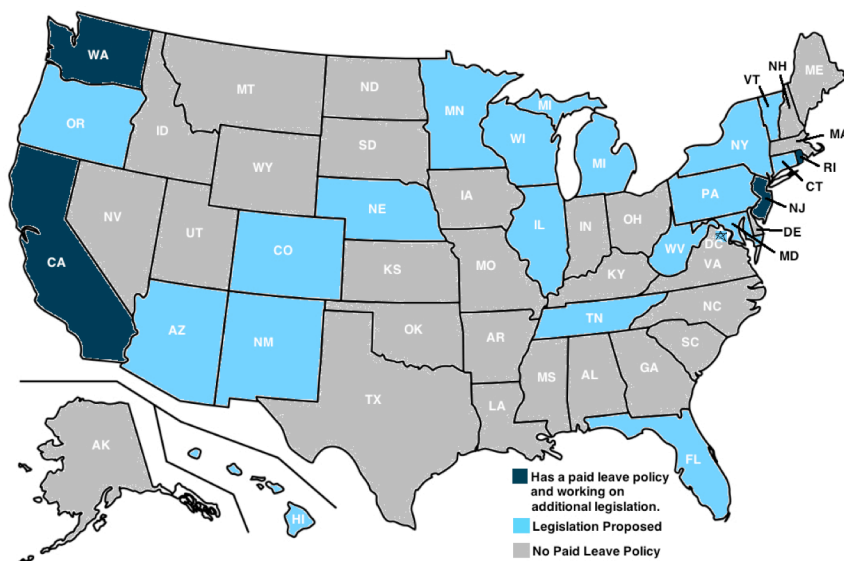 WA
MT
ND
MN
MI
VT
NH
ME
OR
ID
SD
WI
MI
NY
MA
WY
RI
CT
NV
NE
IA
PA
NJ
UT
CO
IL
IN
OH
DE
CA
KS
MO
WV
DC
MD
KY
VA
AZ
NM
OK
AR
TN
NC
SC
TX
MS
AL
GA
LA
AK
HI
FL
Has a paid leave policy
and working on
additional legislation.
Legislation Proposed
No Paid Leave Policy